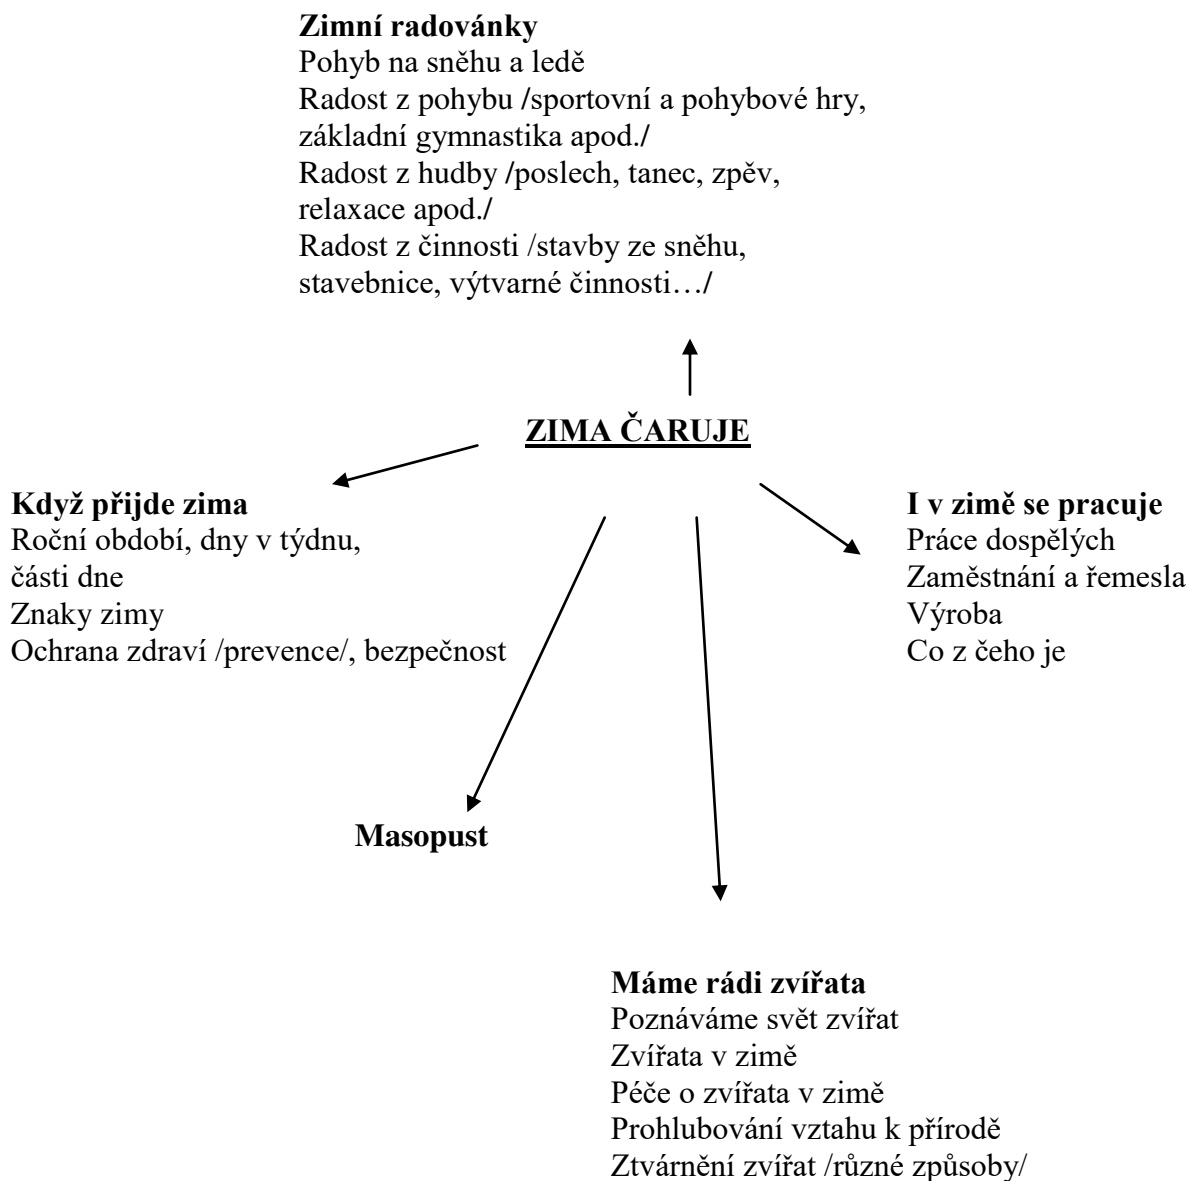 Zimní radovánky
Pohyb na sněhu a ledě
Radost z pohybu /sportovní a pohybové hry,
základní gymnastika apod./
Radost z hudby /poslech, tanec, zpěv,
relaxace apod./
Radost z činnosti /stavby ze sněhu,
stavebnice, výtvarné činnosti…/
ZIMA ČARUJE
Když přijde zima
Roční období, dny v týdnu,
části dne
Znaky zimy
Ochrana zdraví /prevence/, bezpečnost
I v zimě se pracuje
Práce dospělých
Zaměstnání a řemesla
Výroba
Co z čeho je
Masopust
Máme rádi zvířata
Poznáváme svět zvířat
Zvířata v zimě
Péče o zvířata v zimě
Prohlubování vztahu k přírodě
Ztvárnění zvířat /různé způsoby/